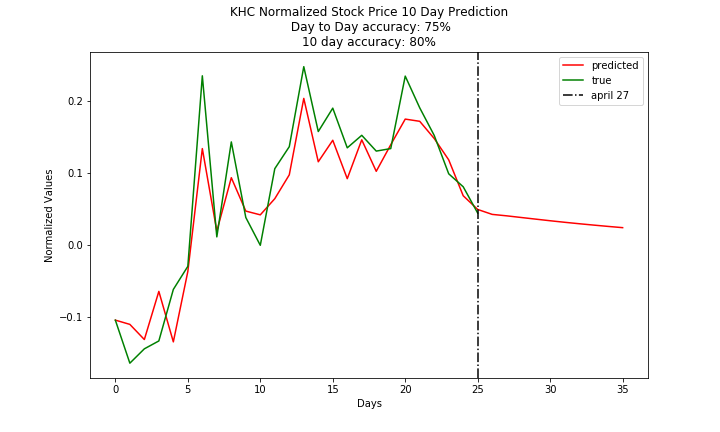 KHC Normalized Stock Price 10 Day Prediction
Day to Day accuracy: 75%
10 day accuracy: 80%
predicted
true
april 27
Normalized Values
0.2
0.1
0.0
−0.1
0 5 10 15 20 25 30 35
Days